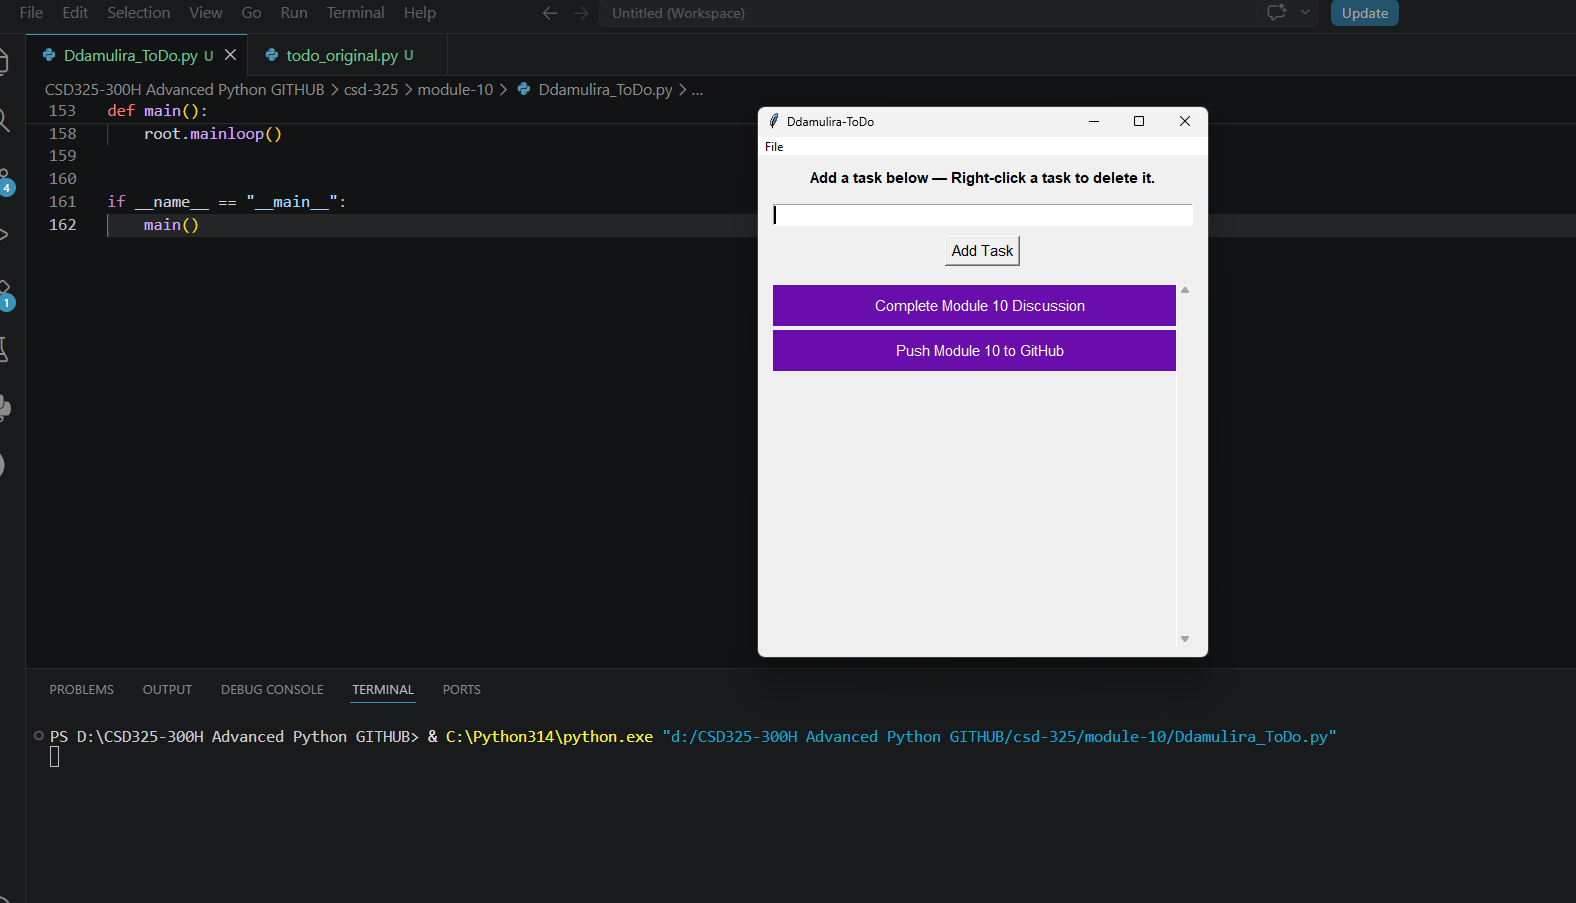 File Edit Selection View Go Run Terminal Help Untitled (Workspace) Update
Ddamulira_ToDo.py U todo_original.py U
CSD325-300H Advanced Python GITHUB > csd-325 > module-10 > Ddamulira_ToDo.py > ...
153 def main():
158 root.mainloop()
159
160
161 if __name__ == "__main__":
162 main()
4
1
Ddamulira-ToDo
File
Add a task below — Right-click a task to delete it.
Add Task
Complete Module 10 Discussion
Push Module 10 to GitHub
PROBLEMS OUTPUT DEBUG CONSOLE TERMINAL PORTS
PS D:\CSD325-300H Advanced Python GITHUB> & C:\Python314\python.exe "d:/CSD325-300H Advanced Python GITHUB/csd-325/module-10/Ddamulira_ToDo.py"